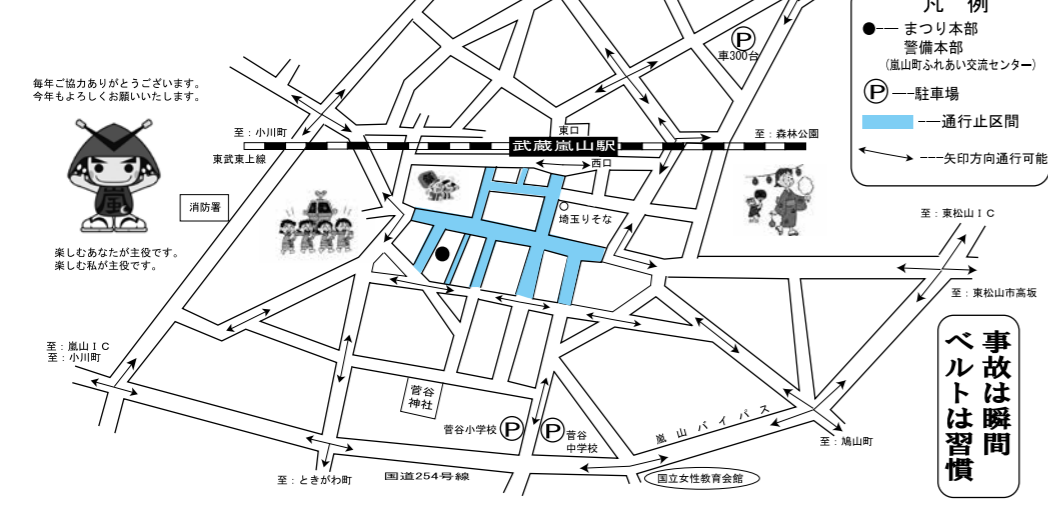 凡 例
●-- まつり本部
警備本部
(嵐山町ふれあい交流センター)
Ⓟ --駐車場
--通行止区間
---矢印方向通行可能
Ⓟ
車300台
毎年ご協力ありがとうございます。
今年もよろしくお願いいたします。
嵐
楽しむあなたが主役です。
楽しむ私が主役です。
消防署
至：小川町
東武東上線
東口
武蔵嵐山駅
西口
至：森林公園
埼玉りそな
至：東松山ＩＣ
至：東松山市高坂
至：嵐山ＩＣ
至：小川町
菅谷
神社
菅谷小学校
Ⓟ
Ⓟ
菅谷
中学校
嵐山バイパス
至：鳩山町
至：ときがわ町
国道254号線
国立女性教育会館
事故は瞬間
ベルトは習慣